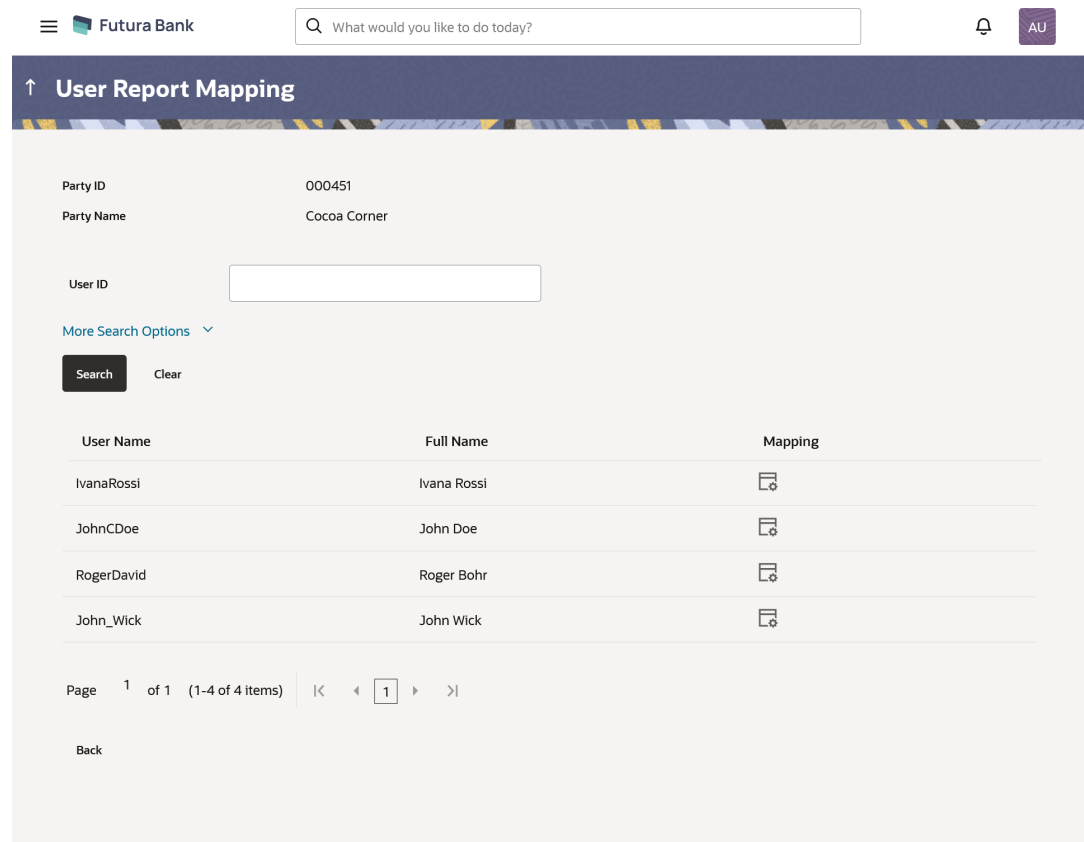 Futura Bank
What would you like to do today?
AU
User Report Mapping
Party ID 000451
Party Name Cocoa Corner
User ID
More Search Options
Search Clear
User Name Full Name Mapping
IvanaRossi Ivana Rossi
JohnCDoe John Doe
RogerDavid Roger Bohr
John_Wick John Wick
Page 1 of 1 (1-4 of 4 items) 1
Back